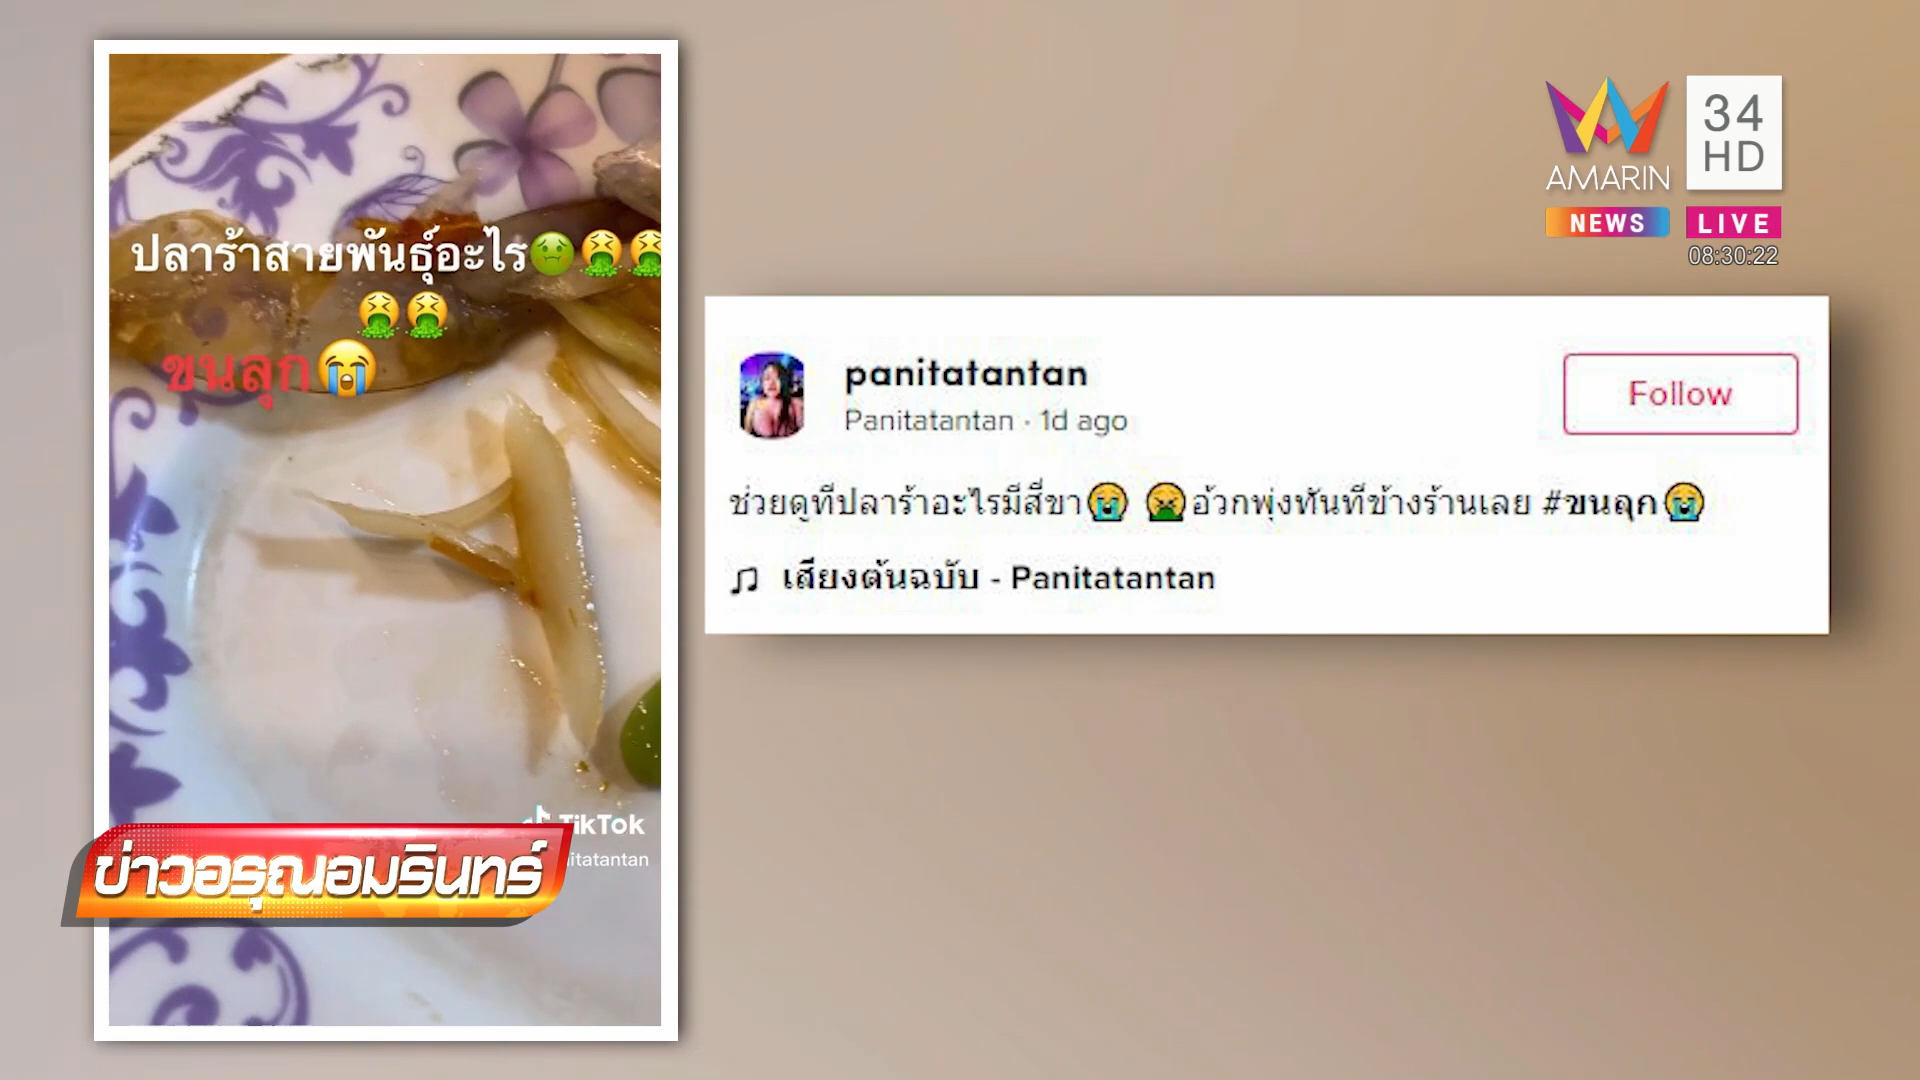 ปลาร้าสายพันธุ์อะไร🤢🤮🤮
🤮🤮
ขนลุก😭
TikTok
itatantan
ข่าวอรุณอมรินทร์
AMARIN
34
HD
NEWS
LIVE
08:30:22
panitatantan
Panitatantan · 1d ago
Follow
ช่วยดูทีปลาร้าอะไรมีสี่ขา😭 🤮อ้วกพุ่งทันทีข้างร้านเลย #ขนลุก😭
♫ เสียงต้นฉบับ - Panitatantan